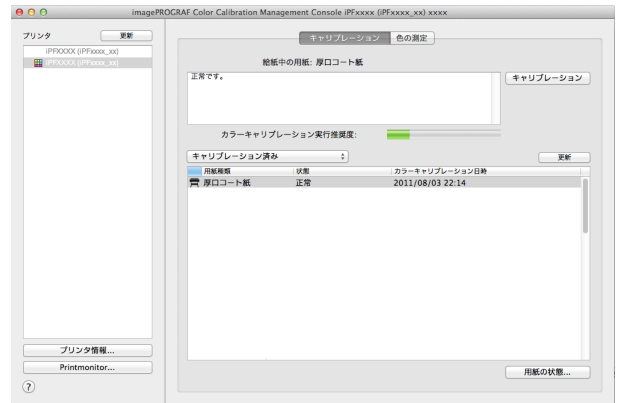 imagePROGRAF Color Calibration Management Console iPFxxxx (iPFxxxx_xx) xxxx
プリンタ
更新
iPFXXXX (iPFxxxx_xx)
iPFXXXX (iPFxxxx_xx)
プリンタ情報...
Printmonitor...
?
キャリブレーション 色の測定
給紙中の用紙: 厚口コート紙
正常です。
キャリブレーション
カラーキャリブレーション実行推奨度:
キャリブレーション済み
更新
用紙種類 状態 カラーキャリブレーション日時
厚口コート紙 正常 2011/08/03 22:14
用紙の状態...